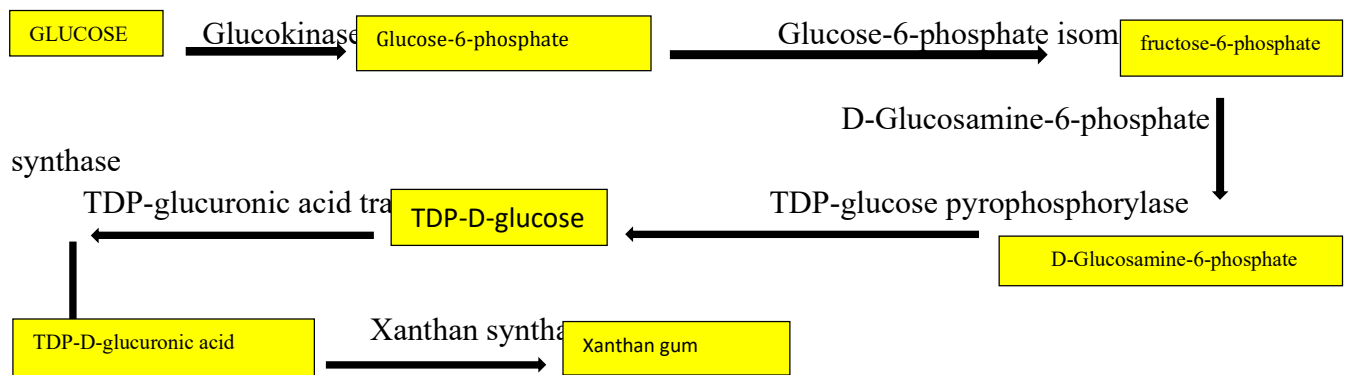 GLUCOSE Glucokinase Glucose-6-phosphate Glucose-6-phosphate isom fructose-6-phosphate
D-Glucosamine-6-phosphate
synthase
TDP-glucuronic acid tra TDP-D-glucose TDP-glucose pyrophosphorylase
D-Glucosamine-6-phosphate
TDP-D-glucuronic acid Xanthan syntha Xanthan gum